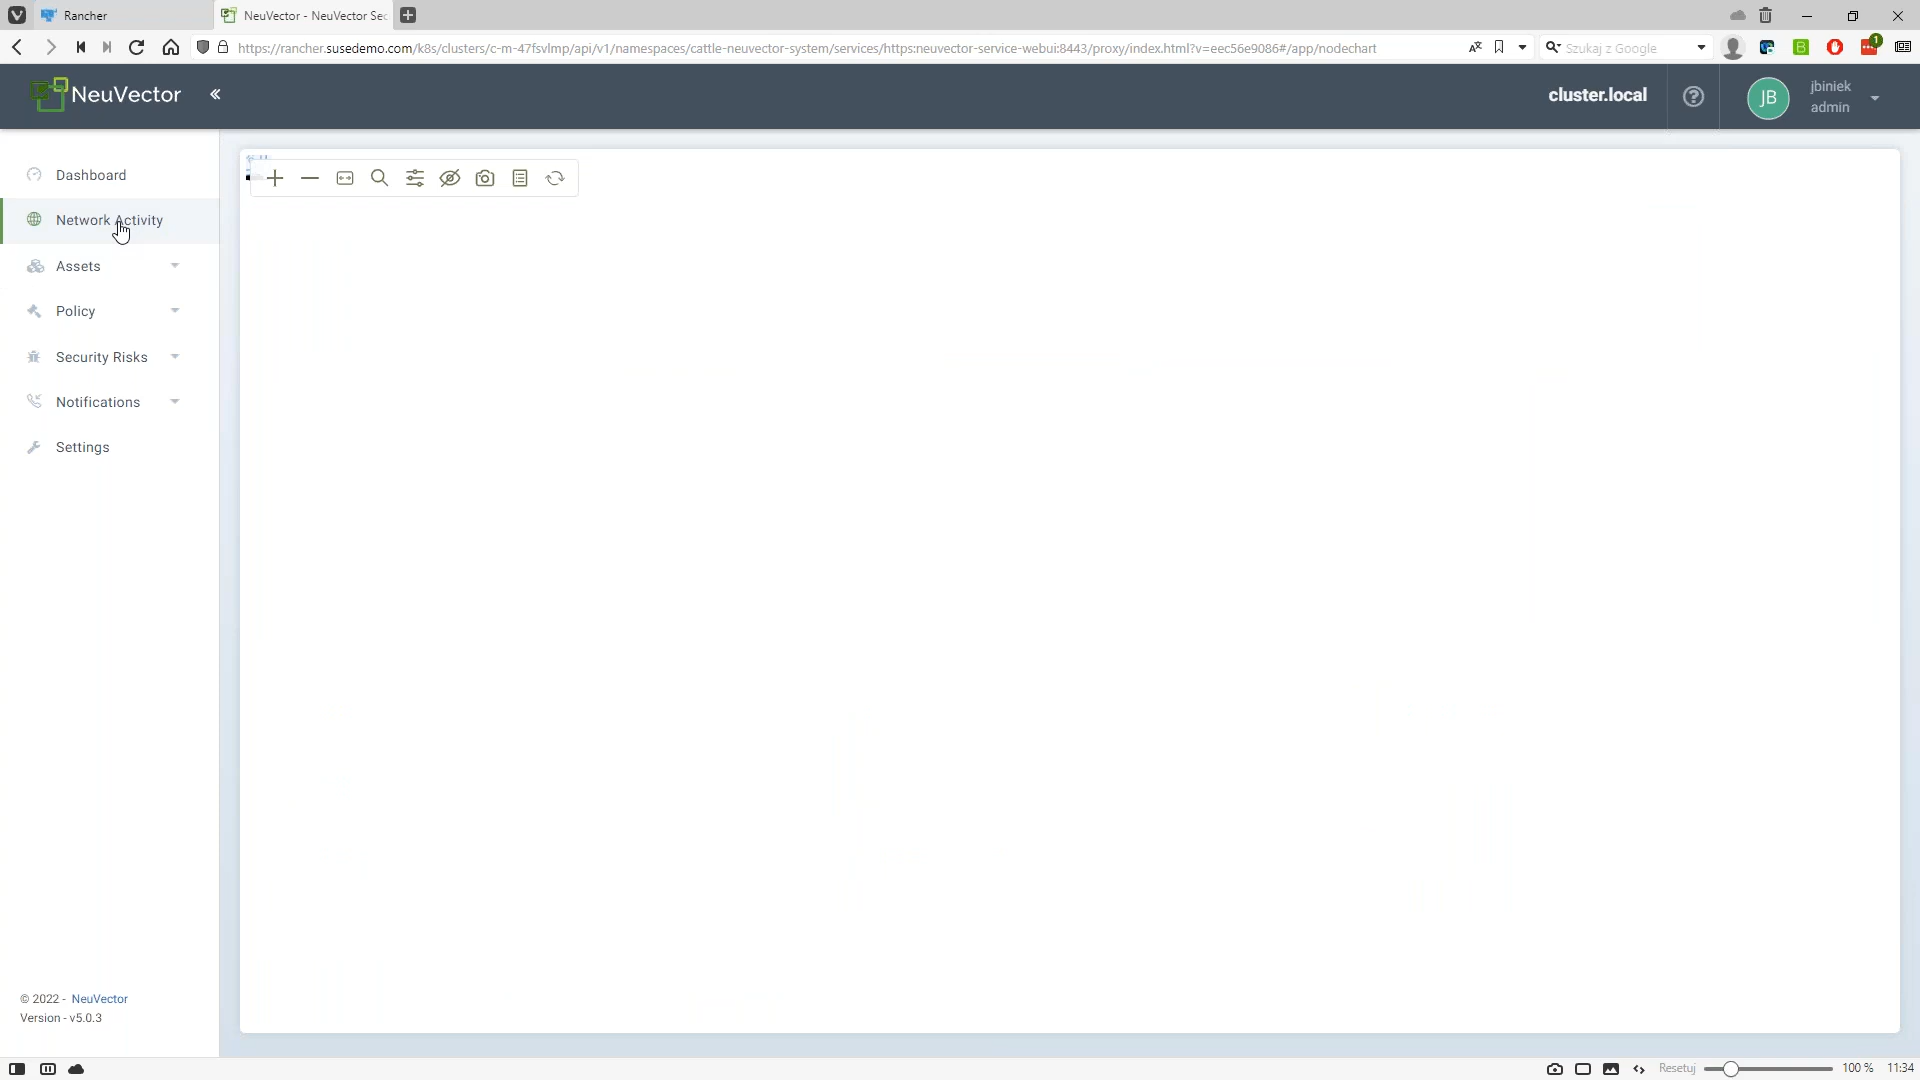 Rancher
NeuVector - NeuVector Sec
https://rancher.susedemo.com/k8s/clusters/c-m-47fsvlmp/api/v1/namespaces/cattle-neuvector-system/services/https:neuvector-service-webui:8443/proxy/index.html?v=eec56e9086#/app/nodechart
Szukaj z Google
1
NeuVector
cluster.local
JB
jbiniek
admin
Dashboard
Network Activity
Assets
Policy
Security Risks
Notifications
Settings
© 2022 - NeuVector
Version - v5.0.3
Resetuj
100 %
11:34